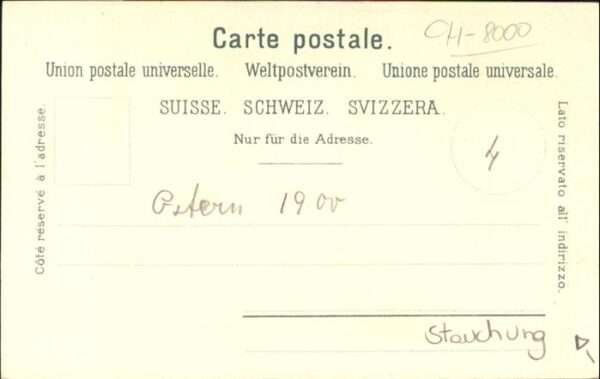 Carte postale.
CH-8000
Union postale universelle. Weltpostverein. Unione postale universale.
SUISSE. SCHWEIZ. SVIZZERA.
Nur für die Adresse.
Côté réservé à l'adresse.
Lato riservato all' indirizzo.
4
Ostern 1900
Stauchung